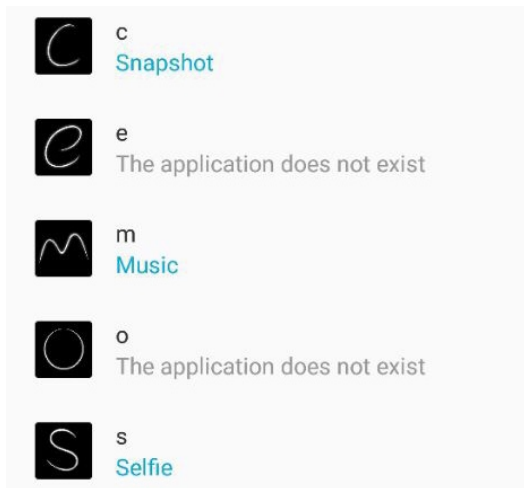 c
Snapshot
e
The application does not exist
m
Music
o
The application does not exist
s
Selfie